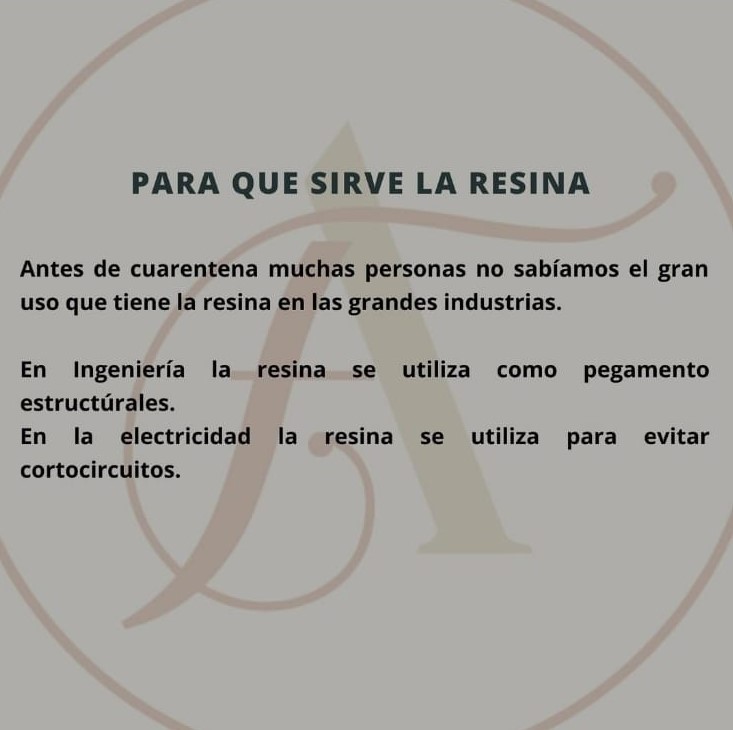 PARA QUE SIRVE LA RESINA
Antes de cuarentena muchas personas no sabíamos el gran
uso que tiene la resina en las grandes industrias.
En Ingeniería la resina se utiliza como pegamento
estructúrales.
En la electricidad la resina se utiliza para evitar
cortocircuitos.